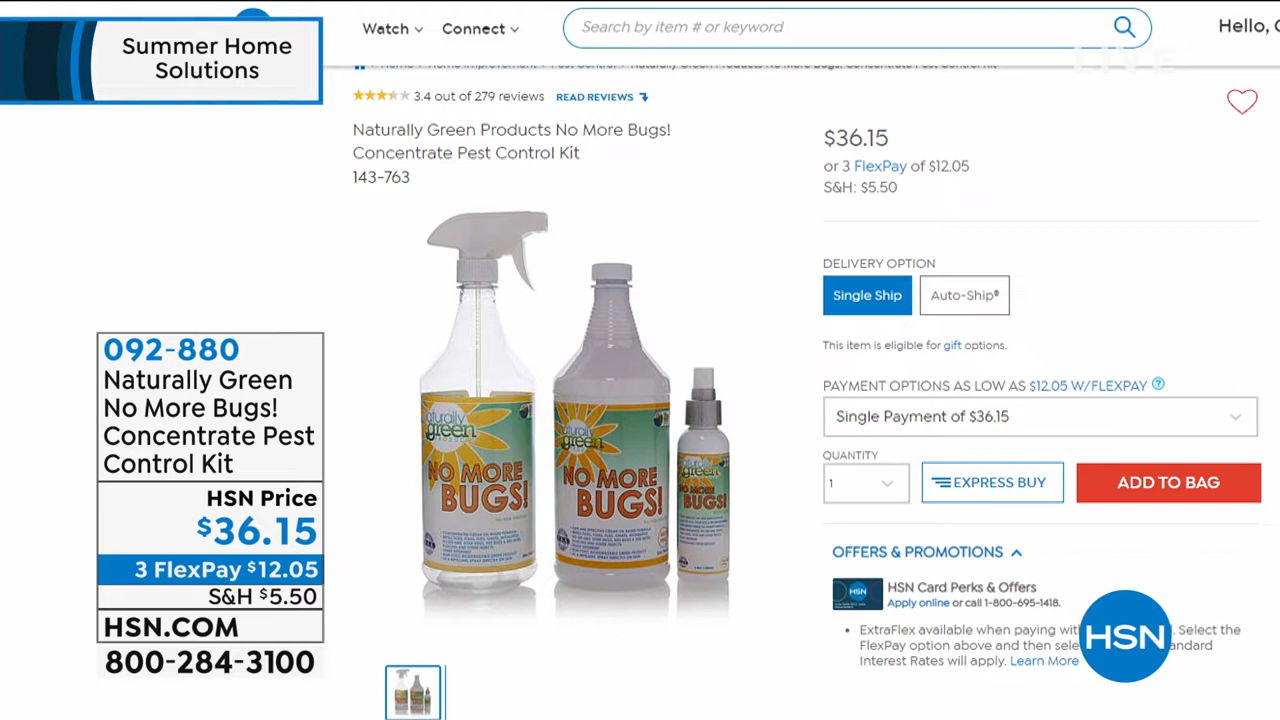 Summer Home
Solutions
Watch
Connect
Search by item # or keyword
Hello,
LIVE
3.4 out of 279 reviews
READ REVIEWS
Naturally Green Products No More Bugs!
Concentrate Pest Control Kit
143-763
$36.15
or 3 FlexPay of $12.05
S&H: $5.50
DELIVERY OPTION
Single Ship
Auto-Ship®
This item is eligible for gift options.
PAYMENT OPTIONS AS LOW AS $12.05 W/FLEXPAY ?
Single Payment of $36.15
QUANTITY
1
EXPRESS BUY
ADD TO BAG
OFFERS & PROMOTIONS
HSN
HSN Card Perks & Offers
Apply online or call 1-800-695-1418.
• ExtraFlex available when paying Select the
FlexPay option above and then
Interest Rates will apply. Learn More
HSN
naturally
green
NO MORE
BUGS!
naturally
green
NO MORE
BUGS!
naturally
green
NO MORE
BUGS!
092-880
Naturally Green
No More Bugs!
Concentrate Pest
Control Kit
HSN Price
$36.15
3 FlexPay $12.05
S&H $5.50
HSN.COM
800-284-3100